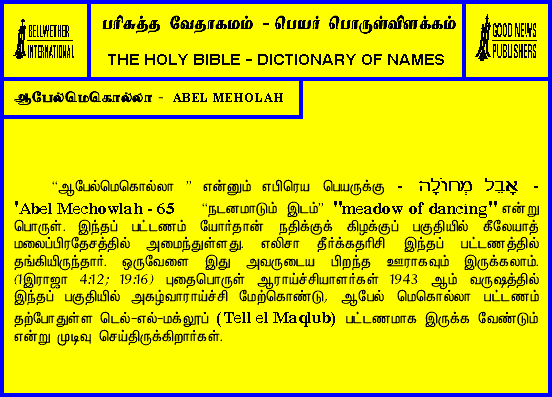 BELLWETHER
INTERNATIONAL
பரிசுத்த வேதாகமம் - பெயர் பொருள்விளக்கம்
THE HOLY BIBLE - DICTIONARY OF NAMES
GOOD NEWS
PUBLISHERS
ஆபேல்மெகொல்லா - ABEL MEHOLAH
“ஆபேல்மெகொல்லா ” என்னும் எபிரெய பெயருக்கு - אָבֵל מְחוֹלָה -
'Abel Mechowlah - 65 “நடனமாடும் இடம்” "meadow of dancing" என்று
பொருள். இந்தப் பட்டணம் யோர்தான் நதிக்குக் கிழக்குப் பகுதியில் கீலேயாத்
மலைப்பிரதேசத்தில் அமைந்துள்ளது. எலிசா தீர்க்கதரிசி இந்தப் பட்டணத்தில்
தங்கியிருந்தார். ஒருவேளை இது அவருடைய பிறந்த ஊராகவும் இருக்கலாம்.
(1இராஜா 4:12; 19:16) புதைபொருள் ஆராய்ச்சியாளர்கள் 1943 ஆம் வருஷத்தில்
இந்தப் பகுதியில் அகழ்வாராய்ச்சி மேற்கொண்டு, ஆபேல் மெகொல்லா பட்டணம்
தற்போதுள்ள டெல்-எல்-மக்லூப் (Tell el Maqlub) பட்டணமாக இருக்க வேண்டும்
என்று முடிவு செய்திருக்கிறார்கள்.